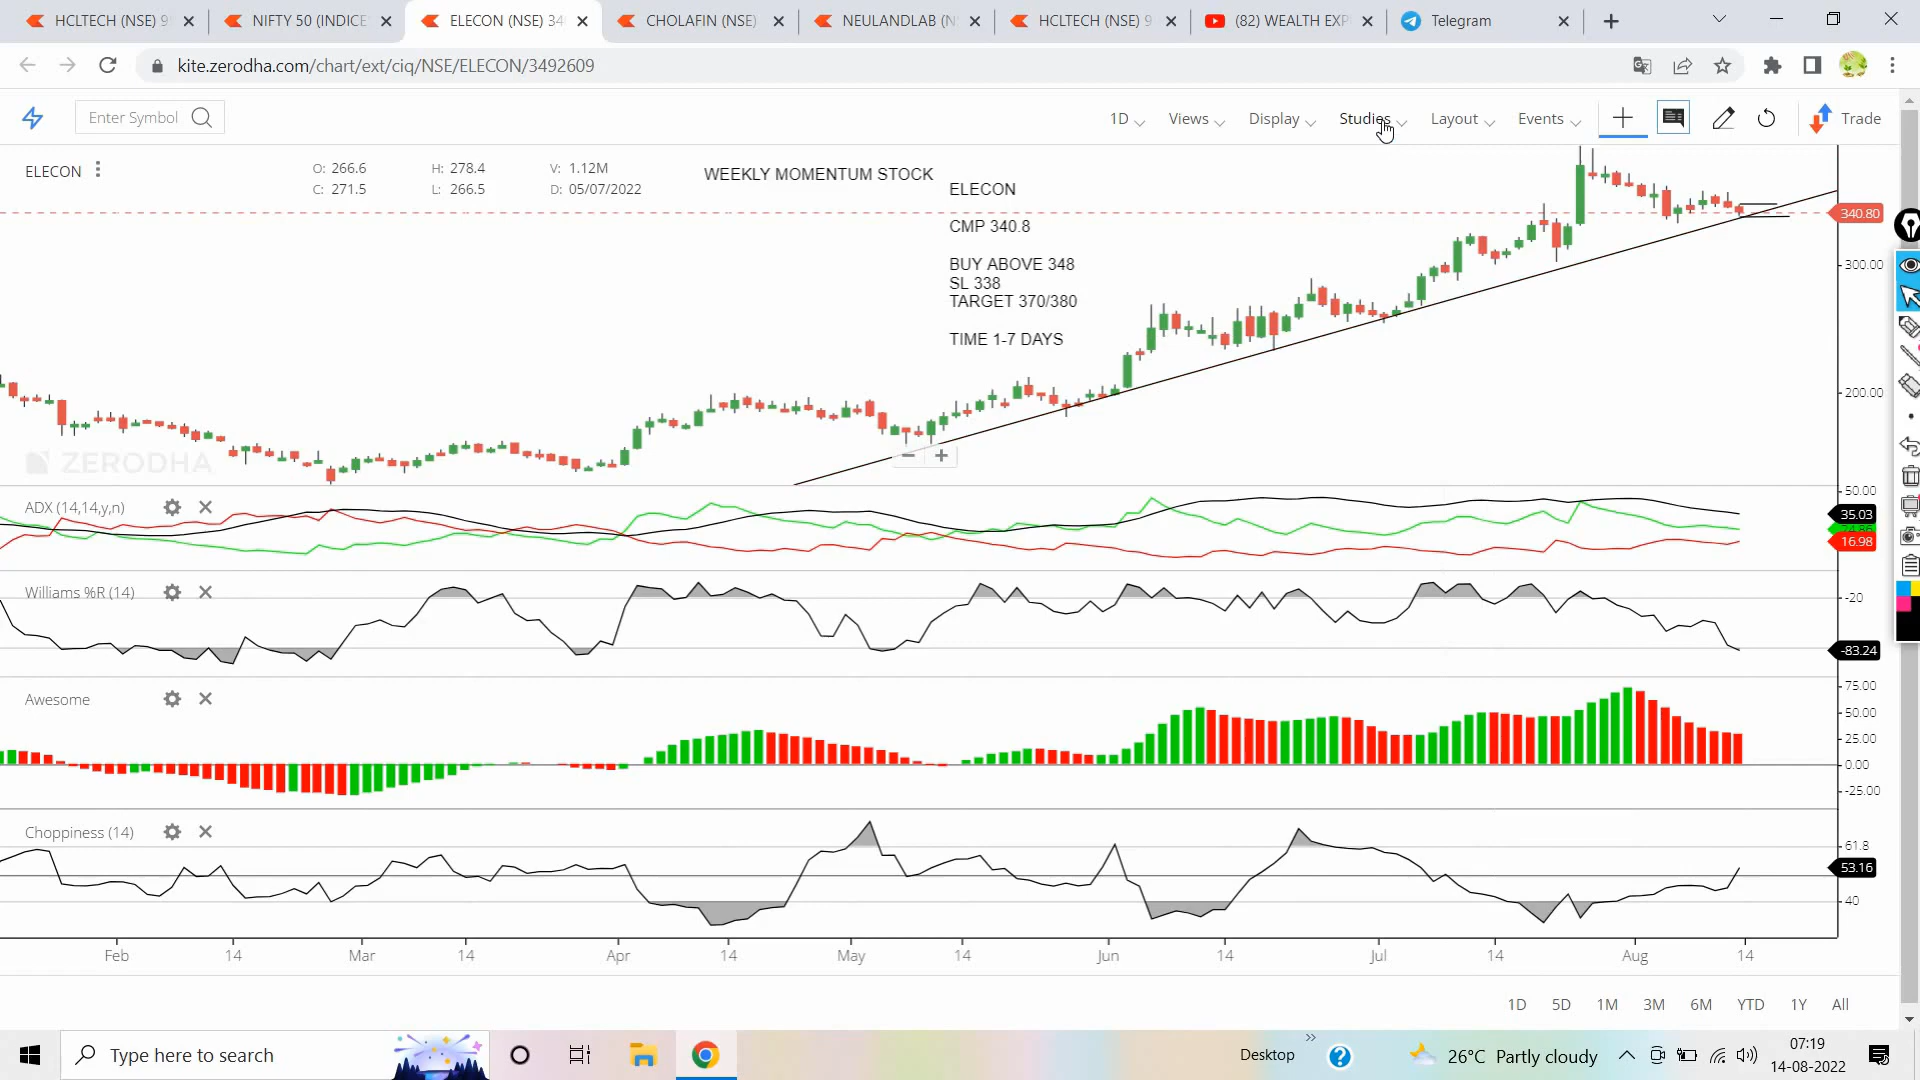 HCLTECH (NSE) 9
NIFTY 50 (INDICE
ELECON (NSE) 34
CHOLAFIN (NSE)
NEULANDLAB (N
HCLTECH (NSE) 9
(82) WEALTH EXP
Telegram
kite.zerodha.com/chart/ext/ciq/NSE/ELECON/3492609
Enter Symbol
1D
Views
Display
Studies
Layout
Events
Trade
ELECON
O: 266.6
H: 278.4
V: 1.12M
C: 271.5
L: 266.5
D: 05/07/2022
WEEKLY MOMENTUM STOCK
ELECON
CMP 340.8
BUY ABOVE 348
SL 338
TARGET 370/380
TIME 1-7 DAYS
340.80
300.00
200.00
ZERODHA
ADX (14,14,y,n)
50.00
35.03
16.98
Williams %R (14)
-20
-83.24
Awesome
75.00
50.00
25.00
0.00
-25.00
Choppiness (14)
61.8
53.16
40
Feb
14
Mar
14
Apr
14
May
14
Jun
14
Jul
14
Aug
14
1D
5D
1M
3M
6M
YTD
1Y
All
Type here to search
Desktop
26°C Partly cloudy
07:19
14-08-2022